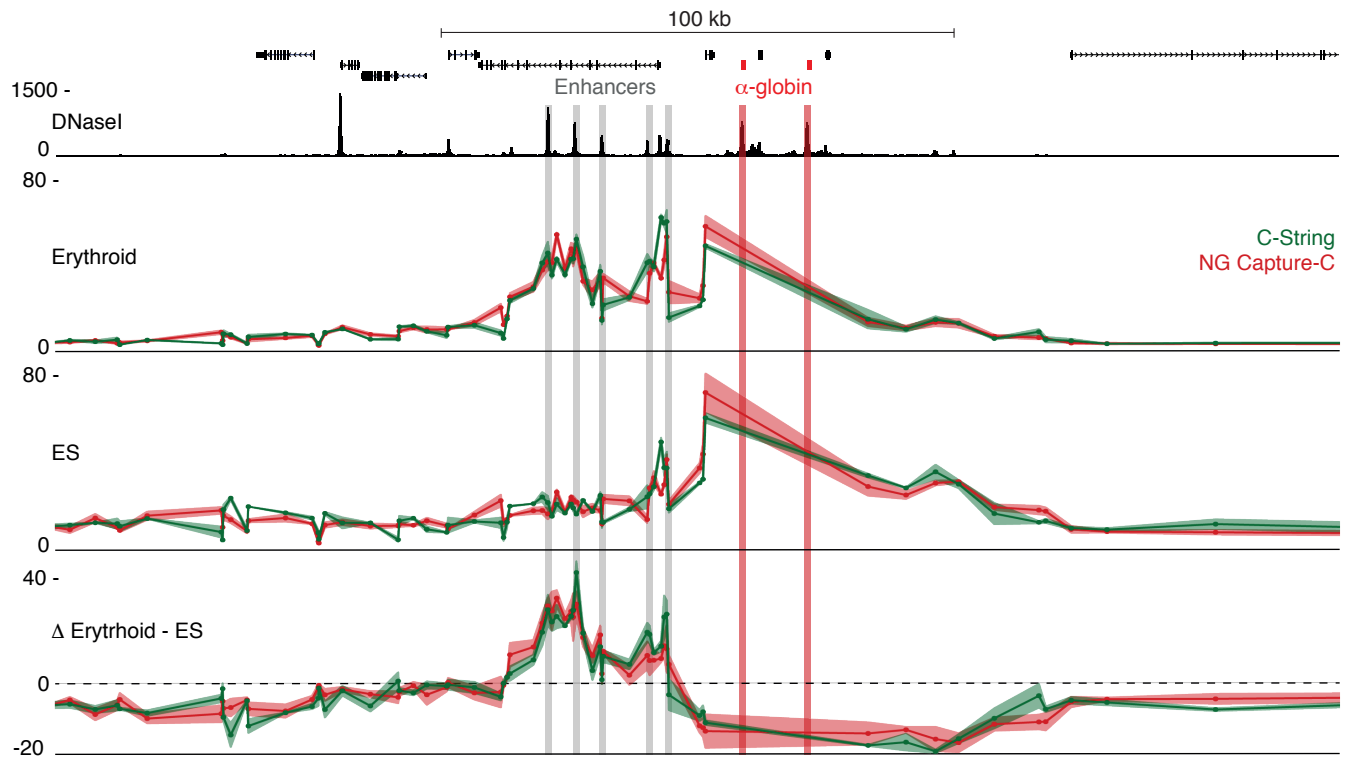 100 kb
Enhancers
α-globin
1500 -
DNaseI
0
80 -
C-String
Erythroid
NG Capture-C
0
80 -
ES
0
40 -
Δ Erytrhoid - ES
0
-20